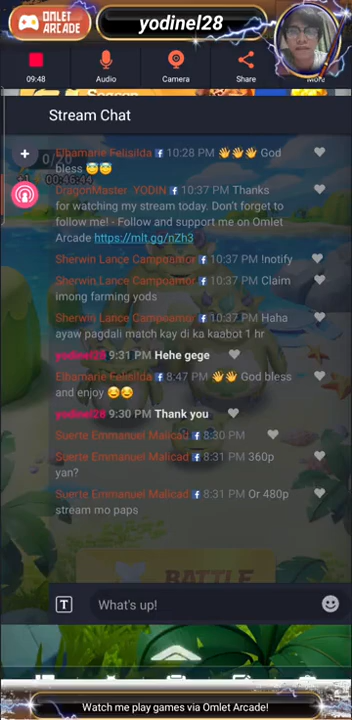 OMLET
ARCADE
yodinel28
09:48
Audio
Camera
Share
More
Season
Stream Chat
0/20
Elbamarie Felisilda 10:28 PM 👋👋👋 God
bless 😇😇
DragonMaster YODIN 10:37 PM Thanks
for watching my stream today. Don't forget to
follow me! - Follow and support me on Omlet
Arcade https://mlt.gg/nZh3
Sherwin Lance Campoamor 10:37 PM !notify
Sherwin Lance Campoamor 10:37 PM Claim
imong farming yods
Sherwin Lance Campoamor 10:37 PM Haha
ayaw pagdali match kay di ka kaabot 1 hr
yodinel28 9:31 PM Hehe gege
Elbamarie Felisilda 8:47 PM 👋👋 God bless
and enjoy 😊😊
yodinel28 9:30 PM Thank you
Suerte Emmanuel Malicad 8:30 PM
Suerte Emmanuel Malicad 8:31 PM 360p
yan?
Suerte Emmanuel Malicad 8:31 PM Or 480p
stream mo paps
BATTLE
T What's up!
Watch me play games via Omlet Arcade!